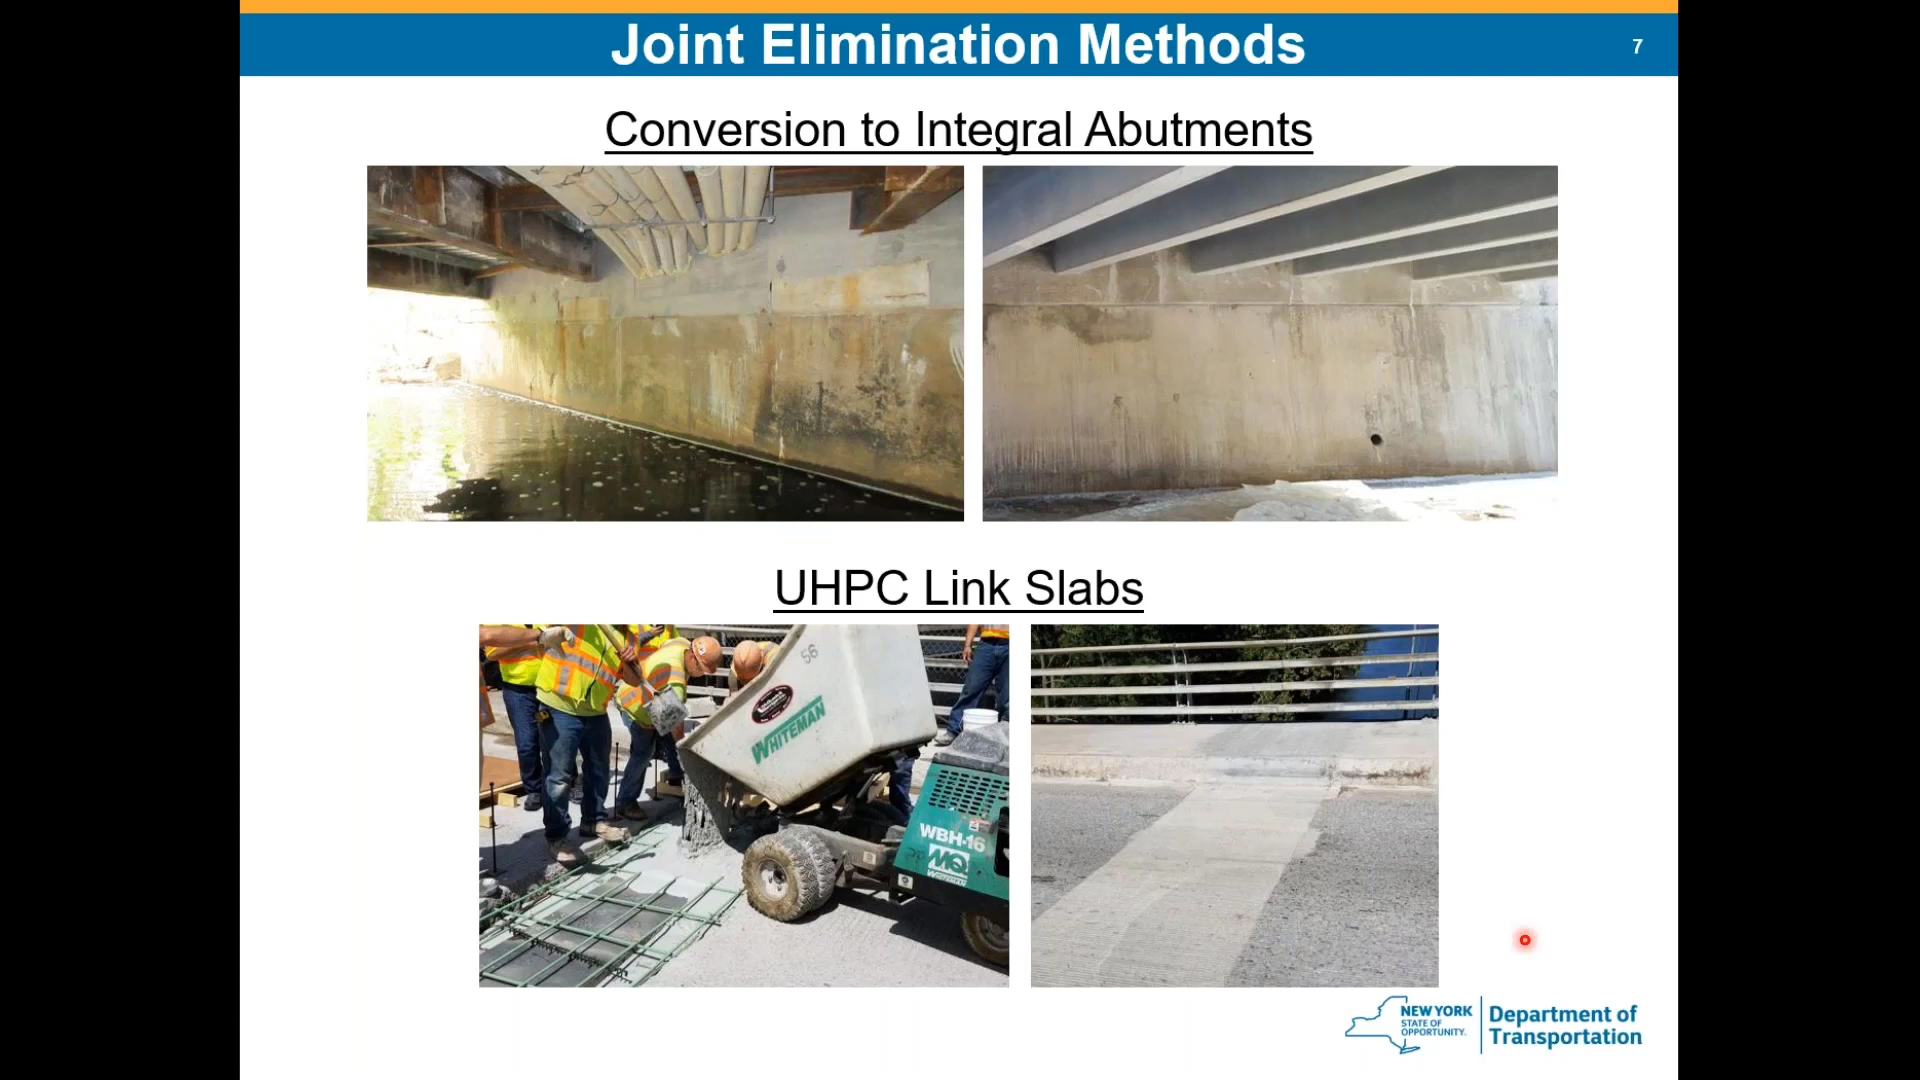 Joint Elimination Methods
7
Conversion to Integral Abutments
UHPC Link Slabs
56
WHITEMAN
WBH-16
MQ
WHITEMAN
NEW YORK
STATE OF
OPPORTUNITY.
Department of
Transportation